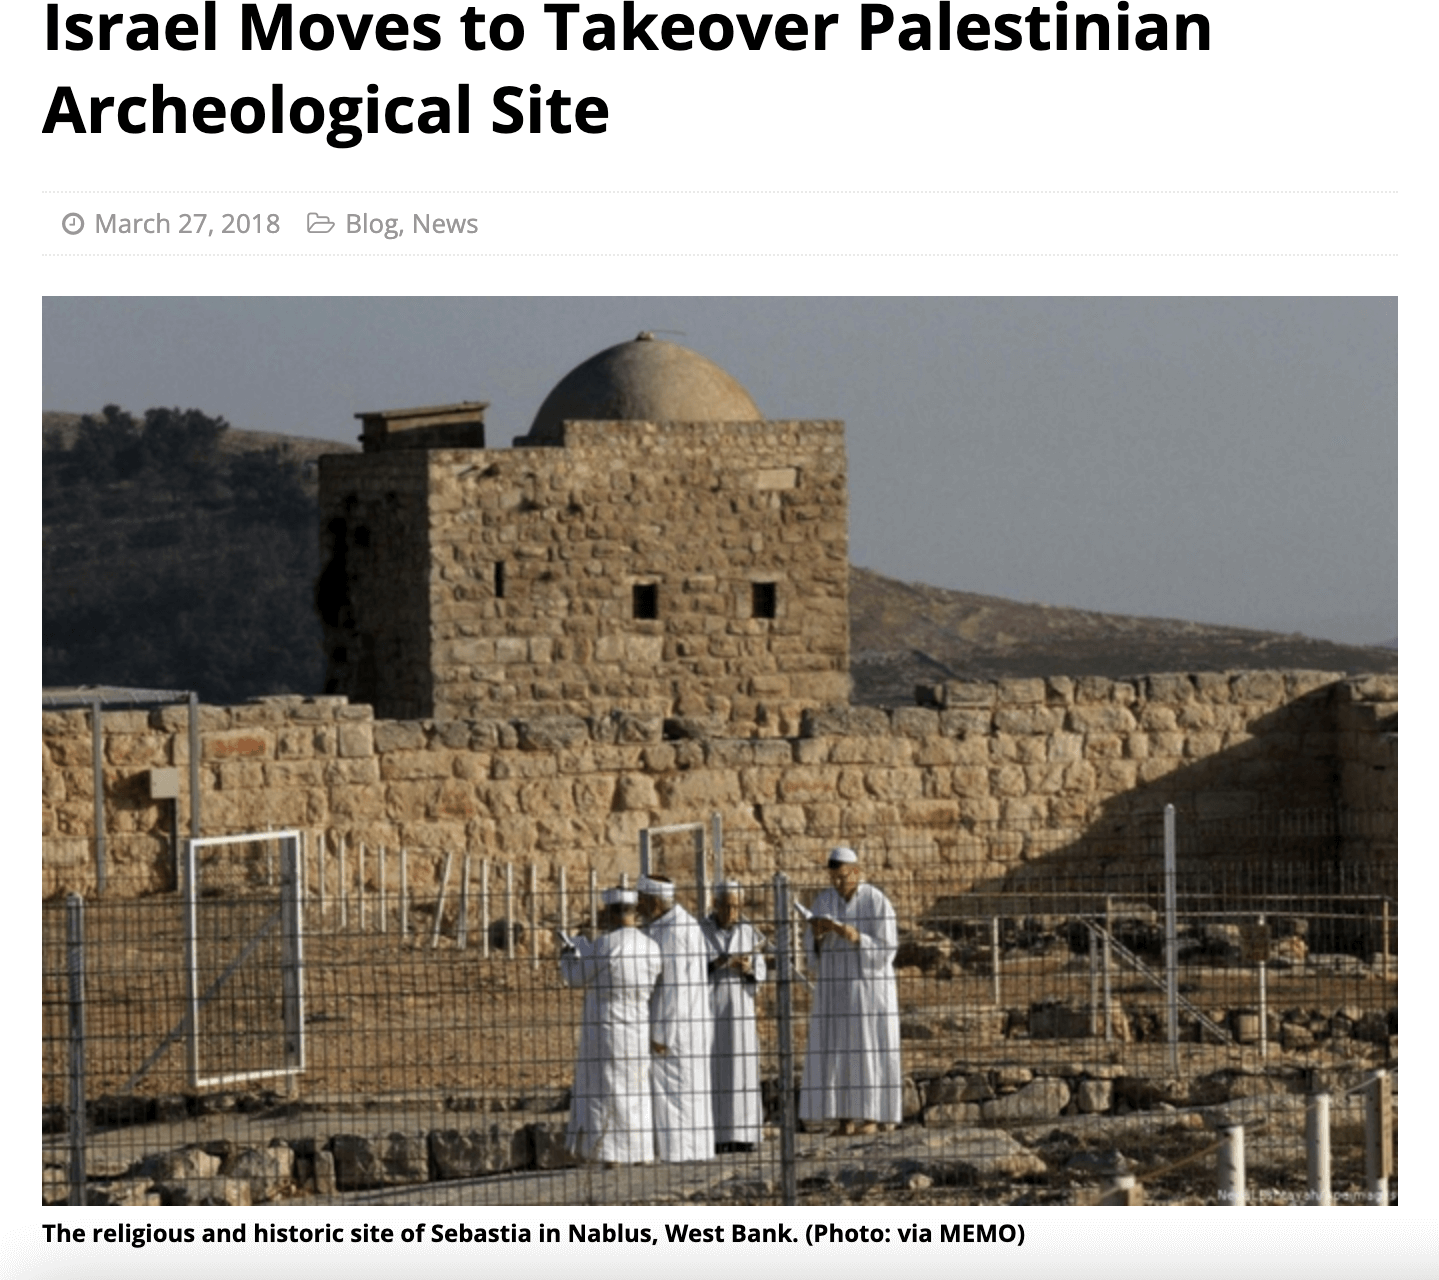 Israel Moves to Takeover Palestinian
Archeological Site
March 27, 2018 Blog, News
The religious and historic site of Sebastia in Nablus, West Bank. (Photo: via MEMO)